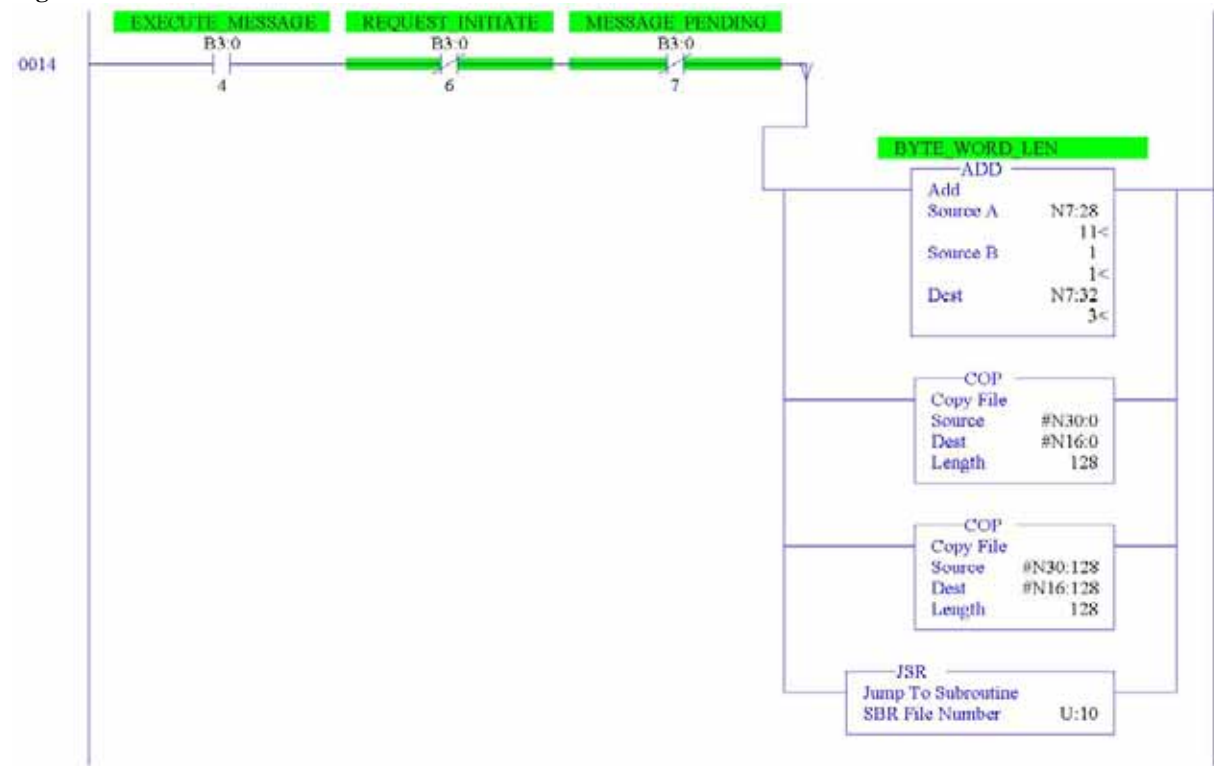 EXECUTE_MESSAGE REQUEST_INITIATE MESSAGE_PENDING
B3:0 B3:0 B3:0
0014
4 6 7
BYTE_WORD_LEN
ADD
Add
Source A N7:28
11<
Source B 1
1<
Dest N7:32
3<
COP
Copy File
Source #N30:0
Dest #N16:0
Length 128
COP
Copy File
Source #N30:128
Dest #N16:128
Length 128
JSR
Jump To Subroutine
SBR File Number U:10